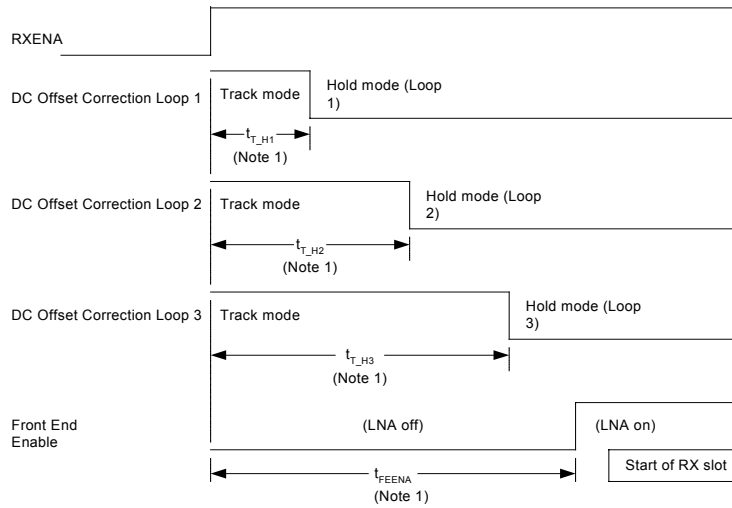 RXENA
DC Offset Correction Loop 1
Track mode
Hold mode (Loop
1)
tT_H1
(Note 1)
DC Offset Correction Loop 2
Track mode
Hold mode (Loop
2)
tT_H2
(Note 1)
DC Offset Correction Loop 3
Track mode
Hold mode (Loop
3)
tT_H3
(Note 1)
Front End
Enable
(LNA off)
(LNA on)
Start of RX slot
tFEENA
(Note 1)